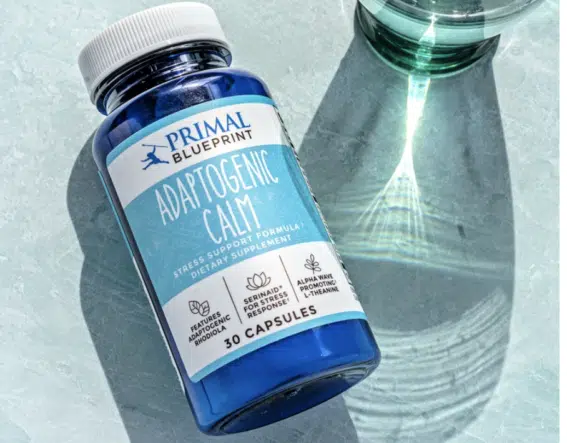 PRIMAL
BLUEPRINT
ADAPTOGENIC
CALM
STRESS SUPPORT FORMULA
DIETARY SUPPLEMENT
FEATURES
ADAPTOGENIC
RHODIOLA
SERINAID®
FOR STRESS
RESPONSE
ALPHA WAVE
PROMOTING
L-THEANINE
30 CAPSULES